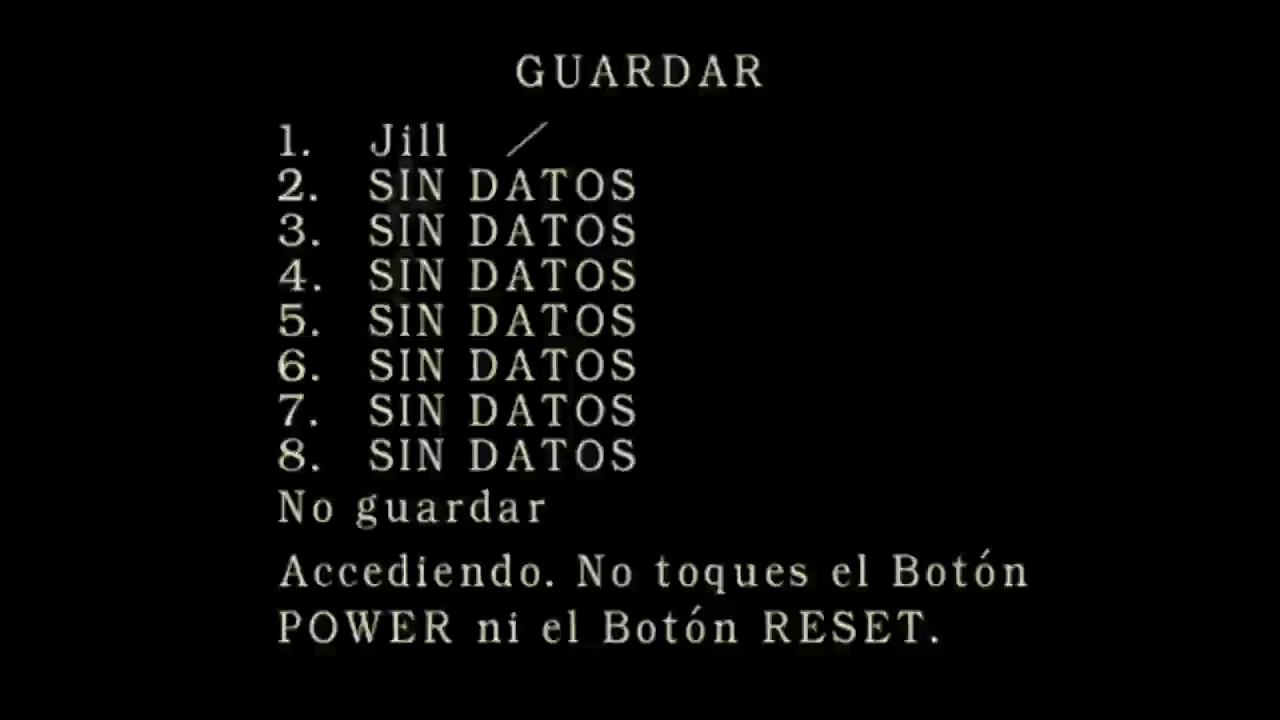 GUARDAR
1. Jill /
2. SIN DATOS
3. SIN DATOS
4. SIN DATOS
5. SIN DATOS
6. SIN DATOS
7. SIN DATOS
8. SIN DATOS
No guardar
Accediendo. No toques el Botón
POWER ni el Botón RESET.